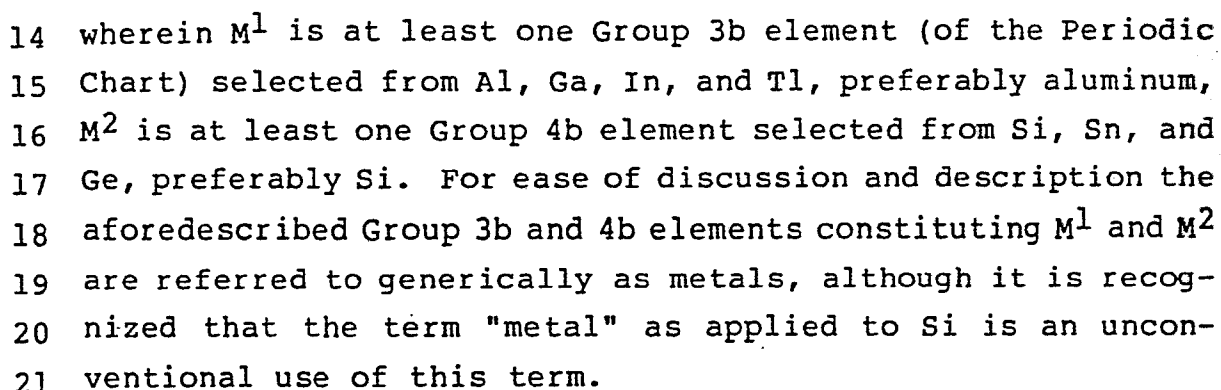 14 wherein M1 is at least one Group 3b element (of the Periodic
15 Chart) selected from Al, Ga, In, and Tl, preferably aluminum,
16 M2 is at least one Group 4b element selected from Si, Sn, and
17 Ge, preferably Si. For ease of discussion and description the
18 aforedescribed Group 3b and 4b elements constituting M1 and M2
19 are referred to generically as metals, although it is recog-
20 nized that the term "metal" as applied to Si is an uncon-
21 ventional use of this term.